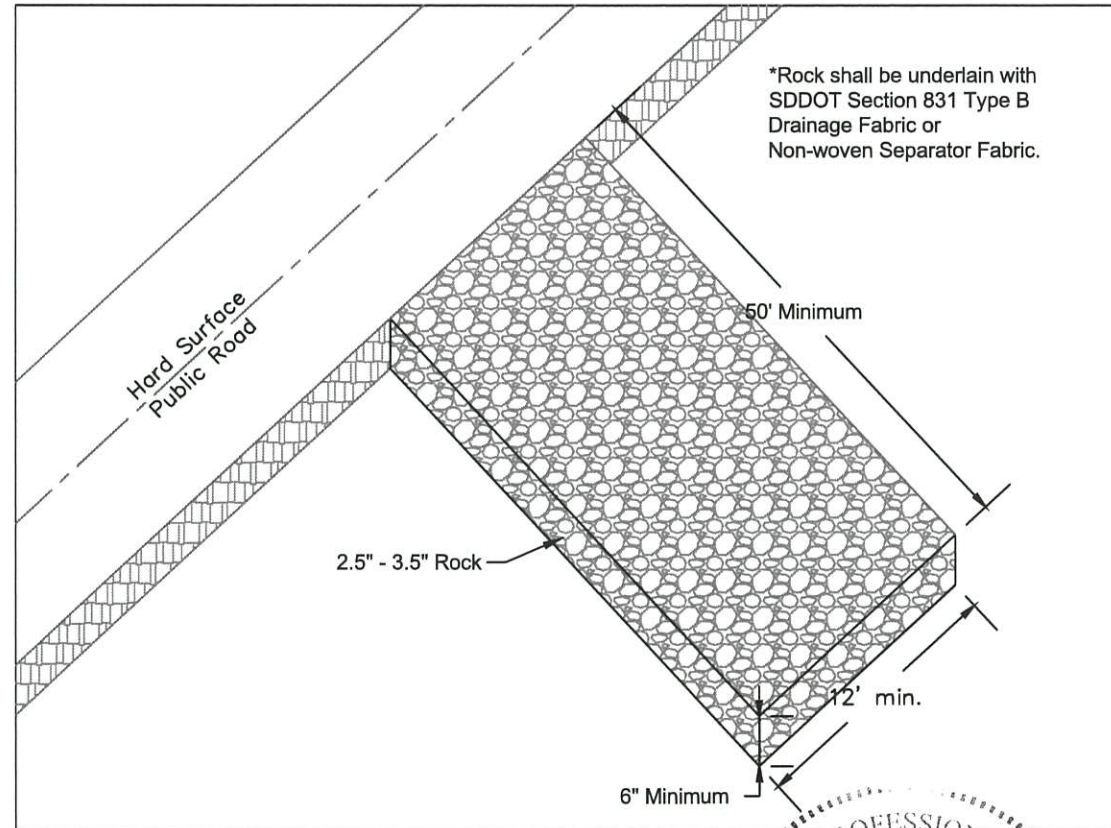 *Rock shall be underlain with
SDDOT Section 831 Type B
Drainage Fabric or
Non-woven Separator Fabric.
50' Minimum
Hard Surface
Public Road
2.5" - 3.5" Rock
12' min.
6" Minimum